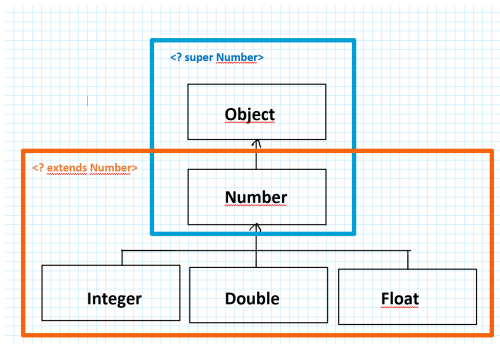 <? super Number>
Object
<? extends Number>
Number
Integer
Double
Float